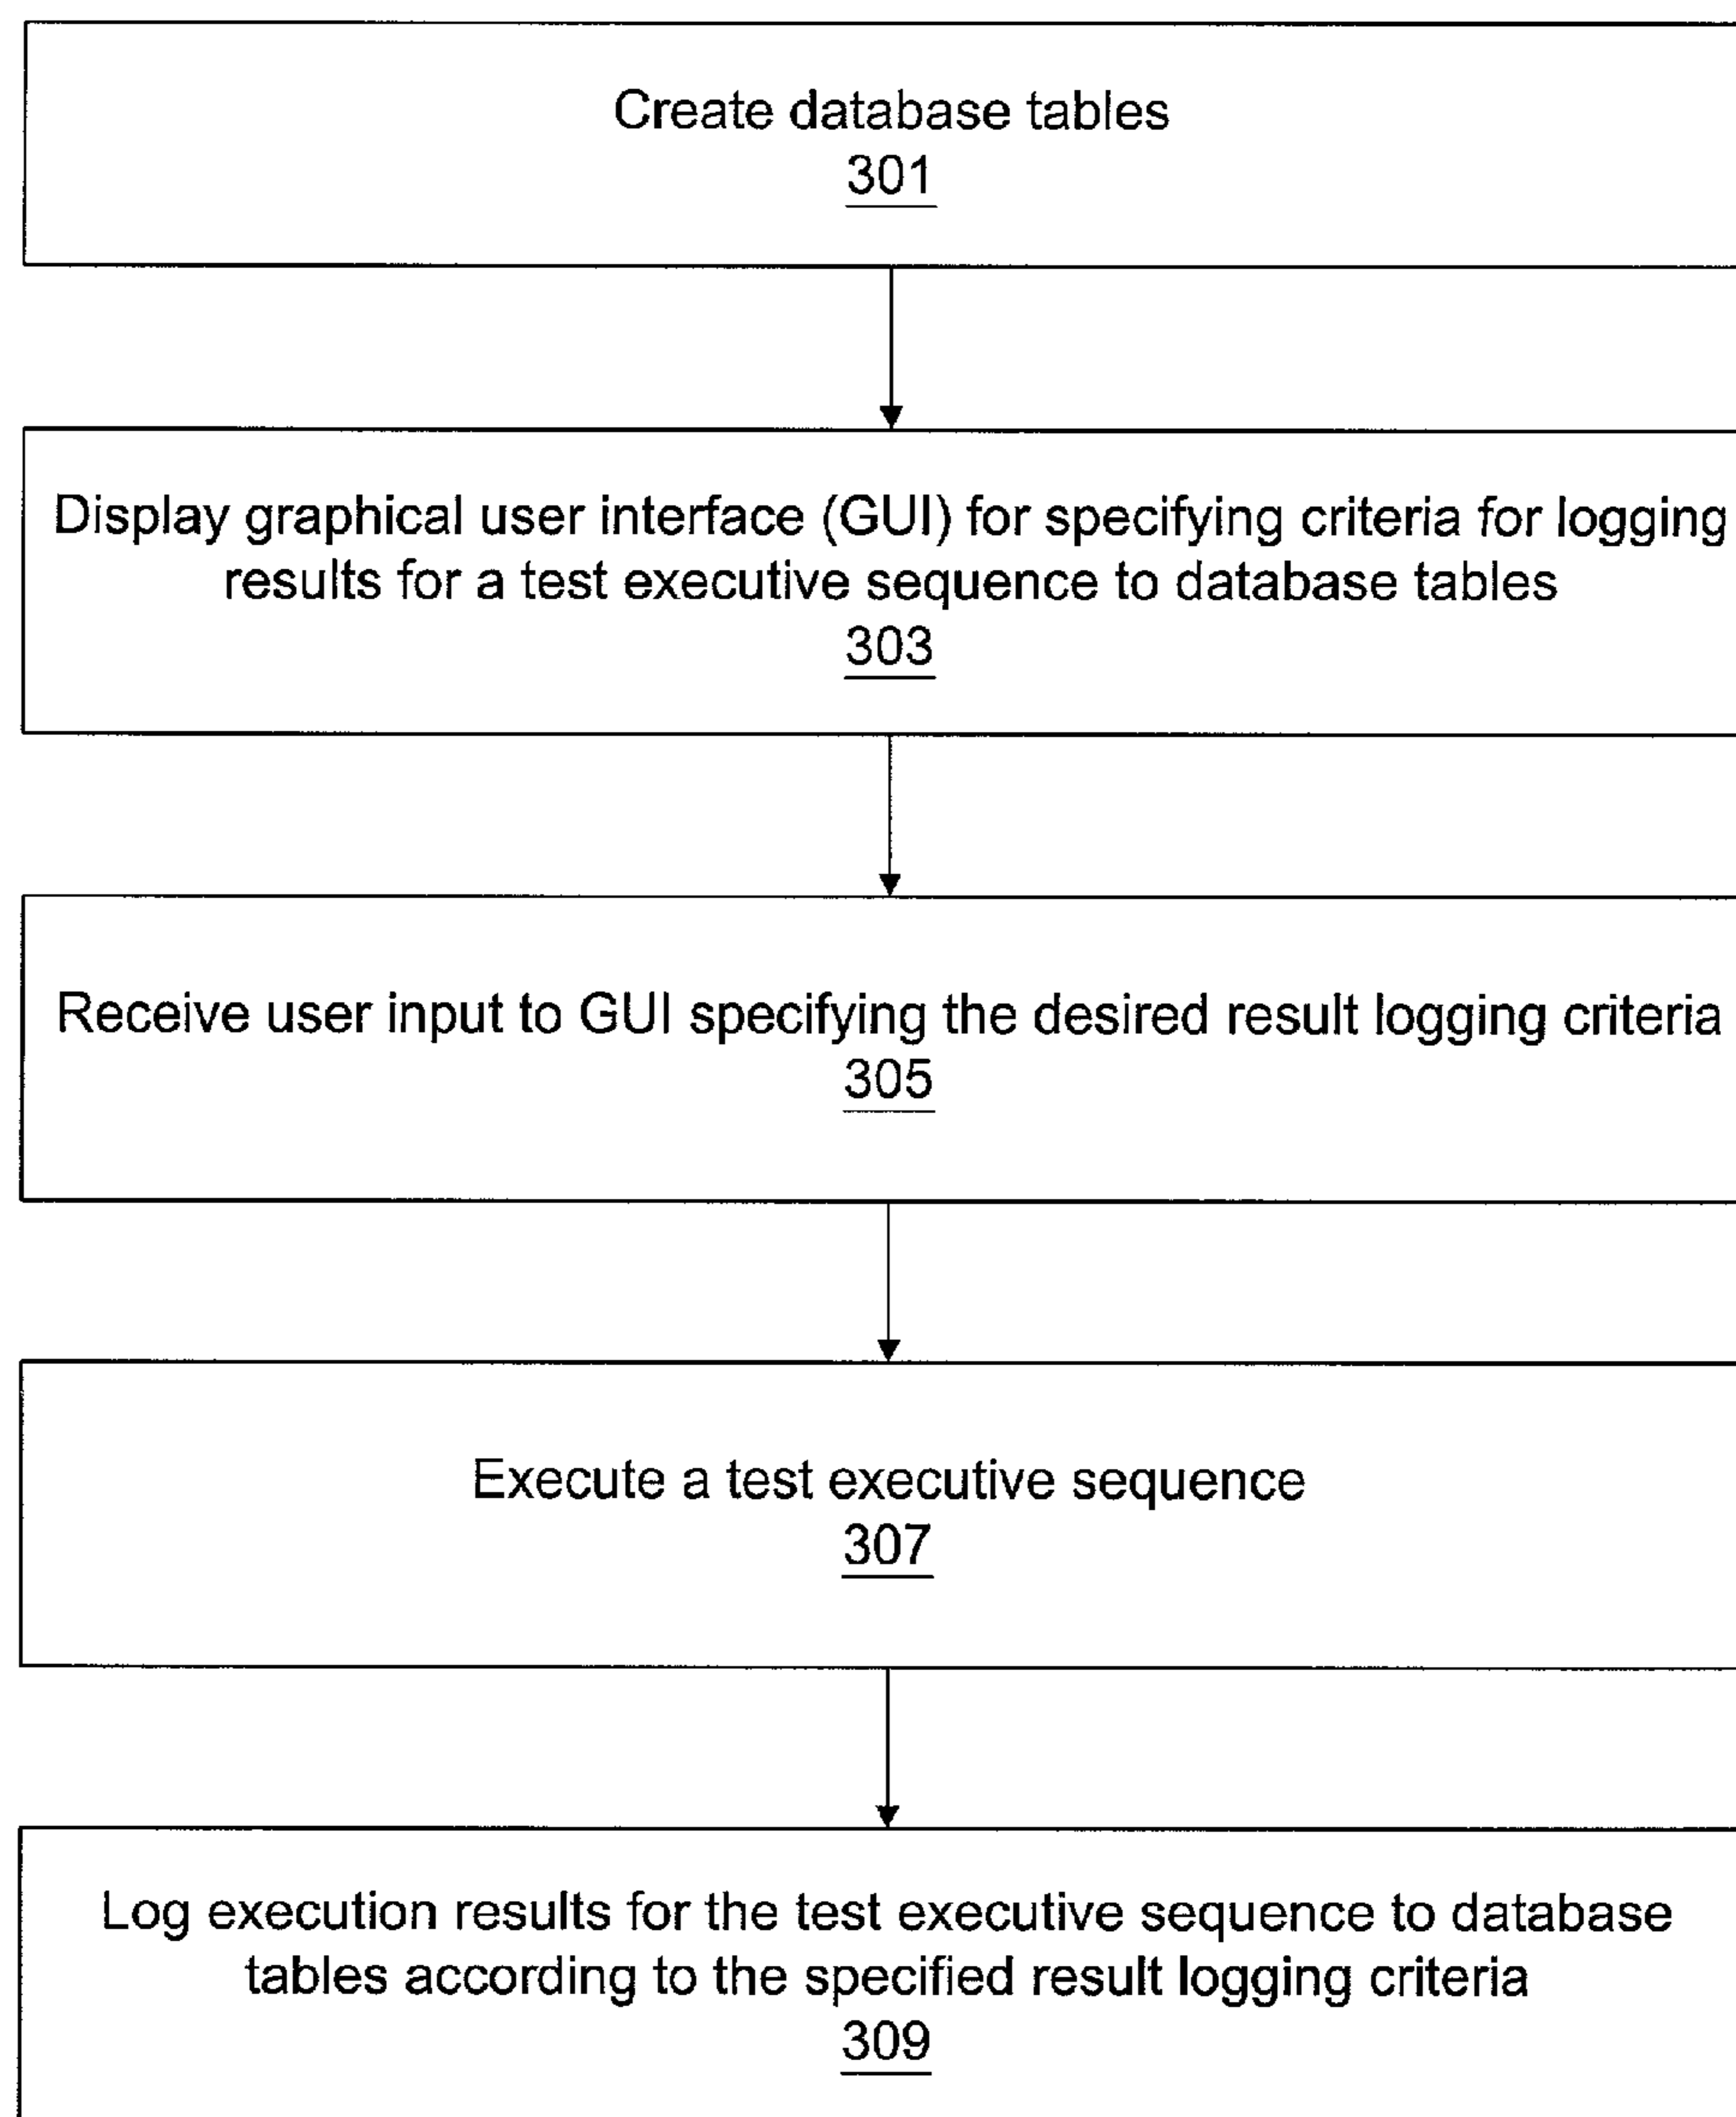 Create database tables
301
Display graphical user interface (GUI) for specifying criteria for logging
results for a test executive sequence to database tables
303
Receive user input to GUI specifying the desired result logging criteria
305
Execute a test executive sequence
307
Log execution results for the test executive sequence to database
tables according to the specified result logging criteria
309